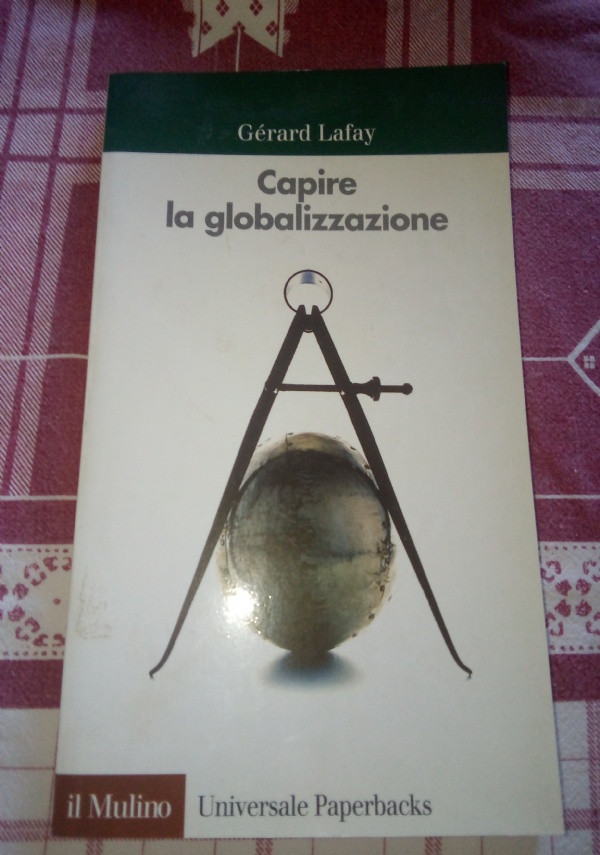 Gérard Lafay
Capire
la globalizzazione
il Mulino
Universale Paperbacks